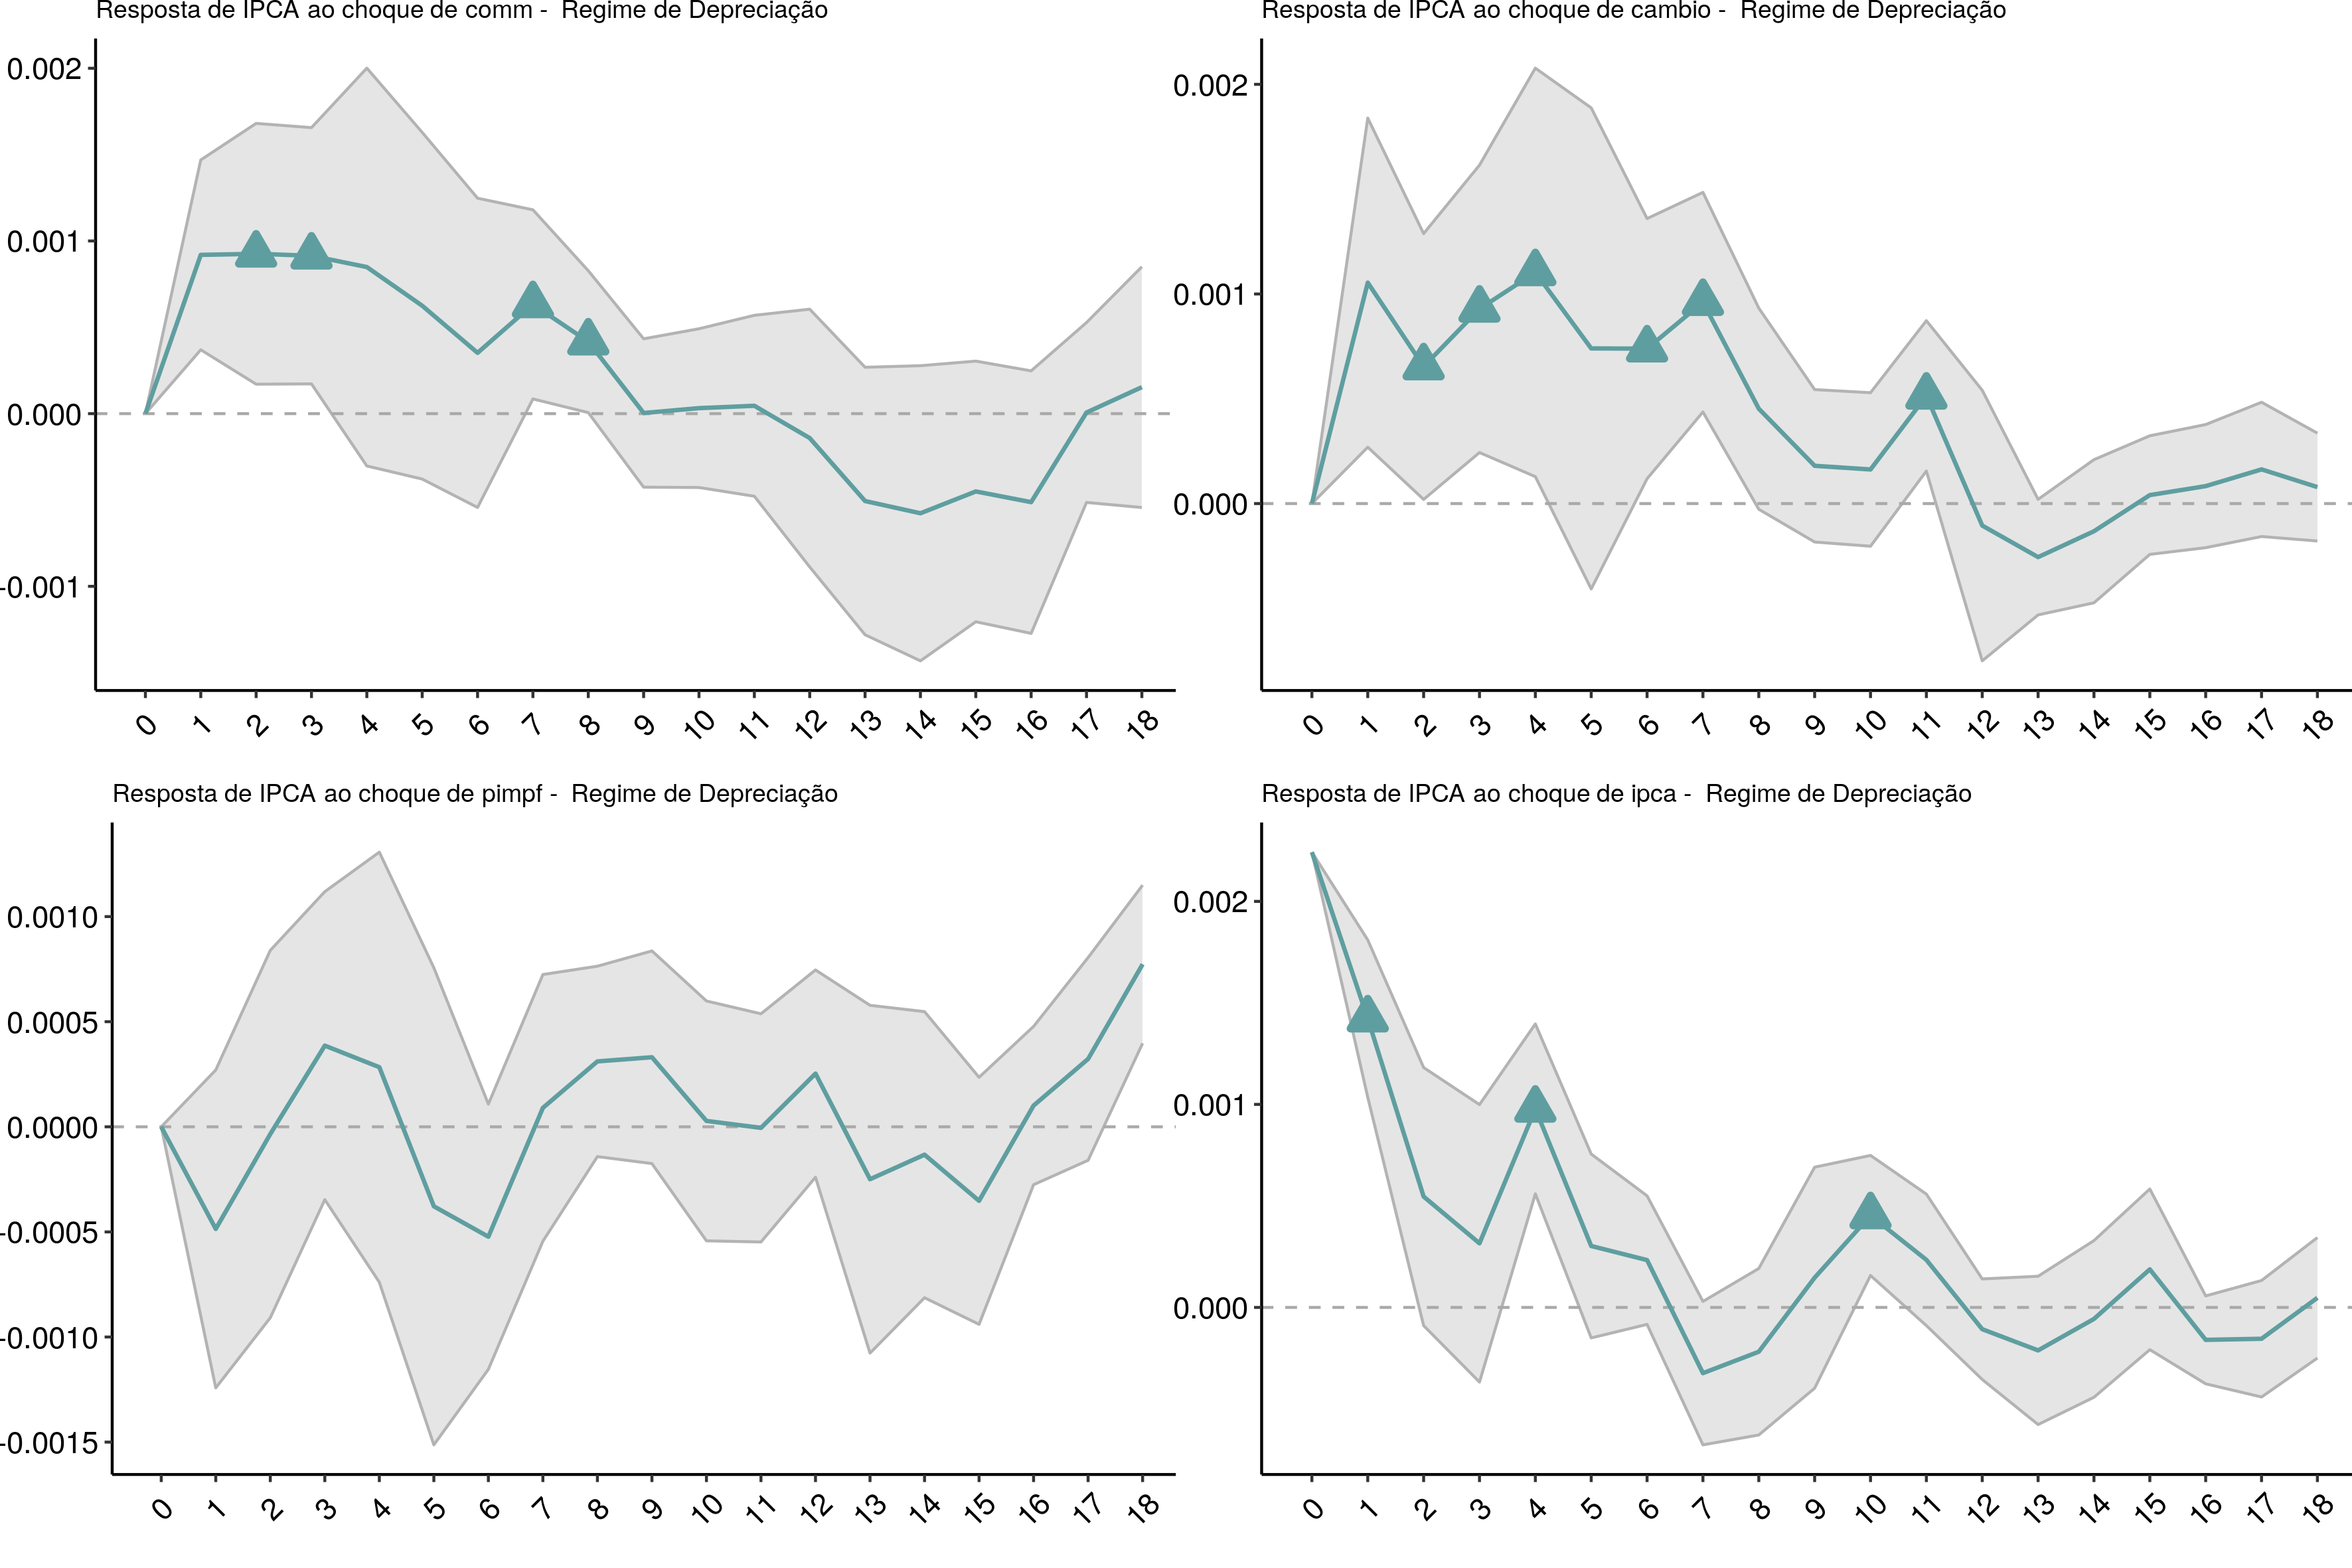 Resposta de IPCA ao choque de comm - Regime de Depreciação
0.002
0.001
0.000
-0.001
0 1 2 3 4 5 6 7 8 9 10 11 12 13 14 15 16 17 18
Resposta de IPCA ao choque de cambio - Regime de Depreciação
0.002
0.001
0.000
0 1 2 3 4 5 6 7 8 9 10 11 12 13 14 15 16 17 18
Resposta de IPCA ao choque de pimpf - Regime de Depreciação
0.0010
0.0005
0.0000
-0.0005
-0.0010
-0.0015
0 1 2 3 4 5 6 7 8 9 10 11 12 13 14 15 16 17 18
Resposta de IPCA ao choque de ipca - Regime de Depreciação
0.002
0.001
0.000
0 1 2 3 4 5 6 7 8 9 10 11 12 13 14 15 16 17 18